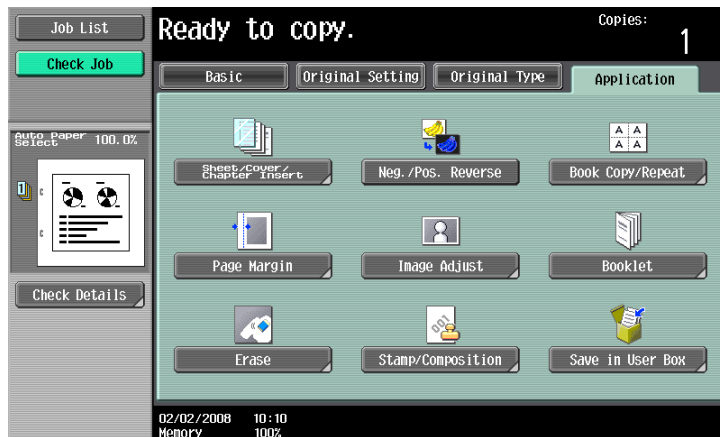 Job List
Ready to copy.
Copies:
1
Check Job
Basic
Original Setting
Original Type
Application
Auto Paper
Select
100.0%
A A
A A
Sheet/Cover/
Chapter Insert
Neg./Pos. Reverse
Book Copy/Repeat
1
Page Margin
Image Adjust
Booklet
Check Details
001
Erase
Stamp/Composition
Save in User Box
02/02/2008 10:10
Memory 100%